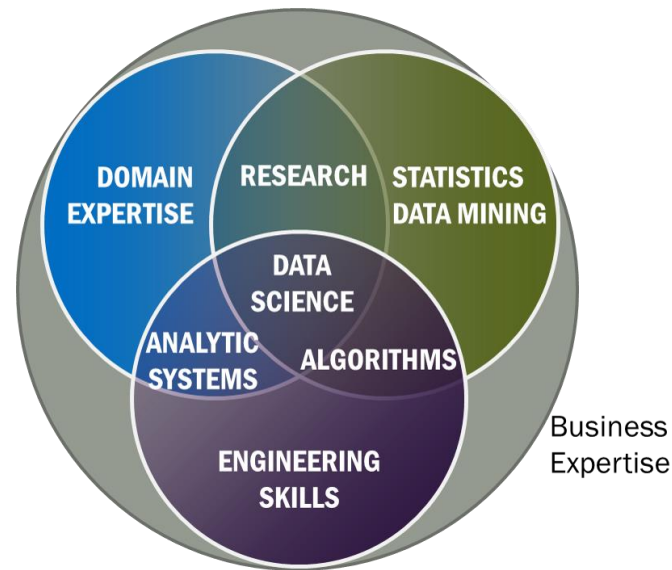 DOMAIN
EXPERTISE
RESEARCH
STATISTICS
DATA MINING
DATA
SCIENCE
ANALYTIC
SYSTEMS
ALGORITHMS
ENGINEERING
SKILLS
Business
Expertise